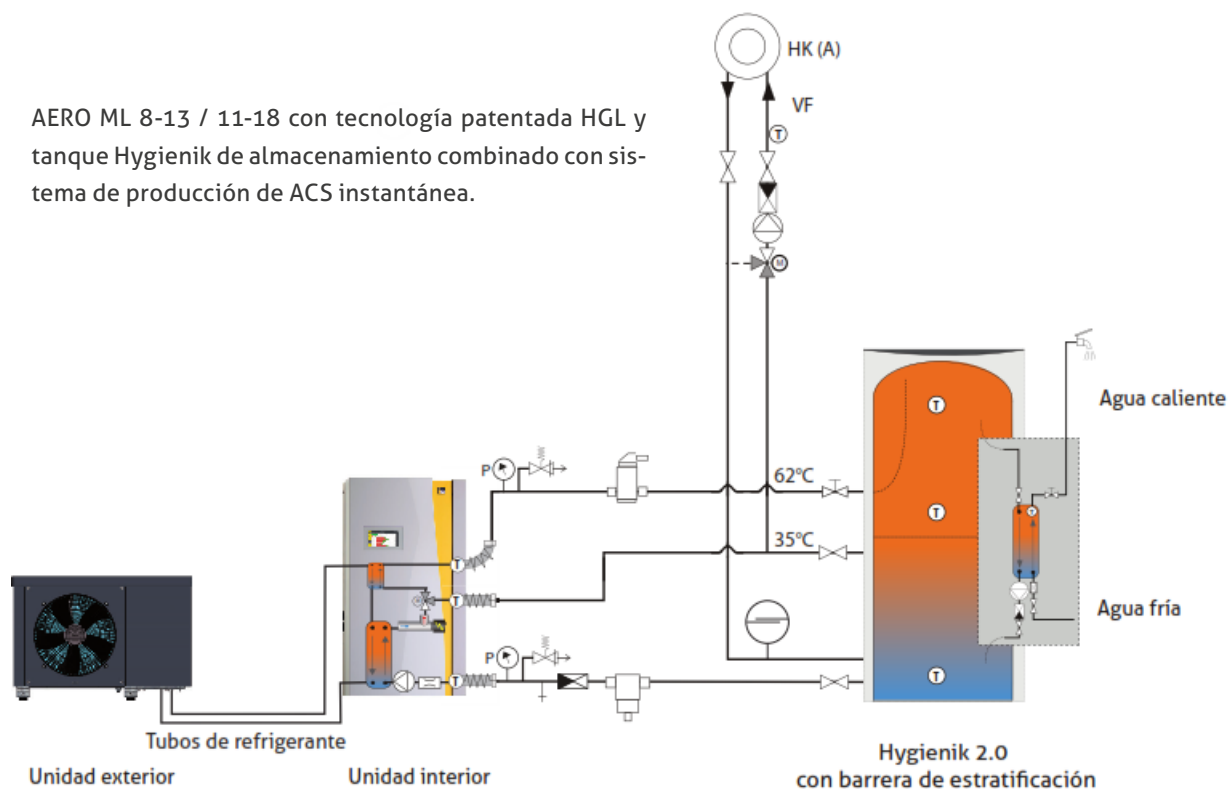 HK (A)
VF
T
AERO ML 8-13 / 11-18 con tecnología patentada HGL y
tanque Hygienik de almacenamiento combinado con sis-
tema de producción de ACS instantánea.
M
T
Agua caliente
P
62°C
T
T
35°C
T
T
Agua fría
P
T
T
Tubos de refrigerante
Unidad exterior
Unidad interior
Hygienik 2.0
con barrera de estratificación